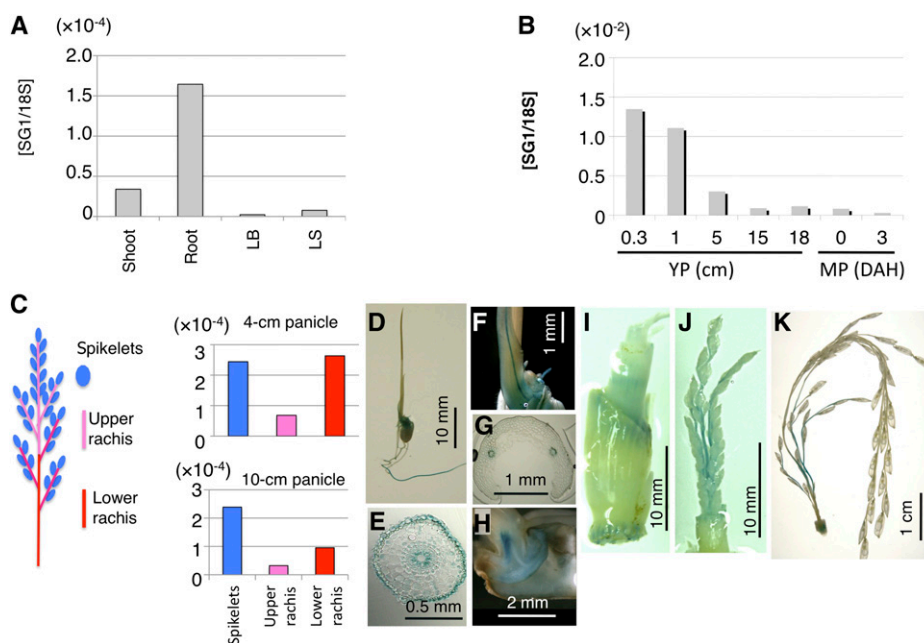 A
(×10-4)
[SG1/18S]
2.0
1.5
1.0
0.5
0
Shoot
Root
LB
LS
B
(×10-2)
[SG1/18S]
2.0
1.5
1.0
0.5
0
0.3 1 5 15 18 0 3
YP (cm) MP (DAH)
C
Spikelets
Upper
rachis
Lower
rachis
(×10-4)
4-cm panicle
3
2
1
0
(×10-4)
10-cm panicle
3
2
1
0
Spikelets
Upper
rachis
Lower
rachis
D
10 mm
E
0.5 mm
F
1 mm
G
1 mm
H
2 mm
I
10 mm
J
10 mm
K
1 cm